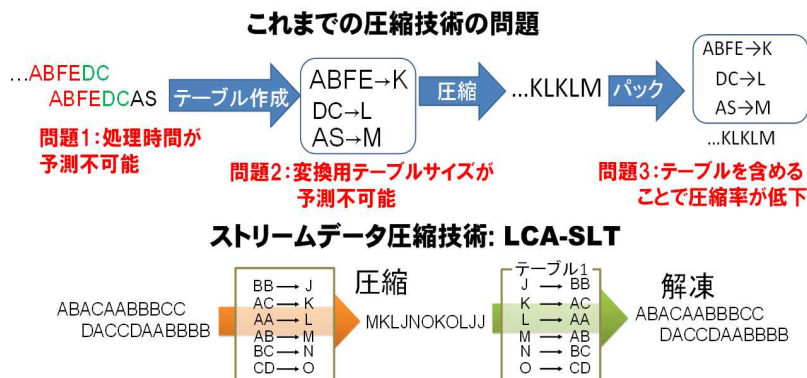 これまでの圧縮技術の問題
…ABFEDC
ABFEDCAS
テーブル作成
ABFE→K
DC→L
AS→M
圧縮
…KLKLM
パック
ABFE→K
DC→L
AS→M
…KLKLM
問題1：処理時間が
予測不可能
問題2：変換用テーブルサイズが
予測不可能
問題3：テーブルを含める
ことで圧縮率が低下
ストリームデータ圧縮技術: LCA-SLT
ABACAABBBCC
DACCDAABBBB
BB→J
AC→K
AA→L
AB→M
BC→N
CD→O
圧縮
MKLJNOKOLJJ
テーブル1
J→BB
K→AC
L→AA
M→AB
N→BC
O→CD
解凍
ABACAABBBCC
DACCDAABBBB